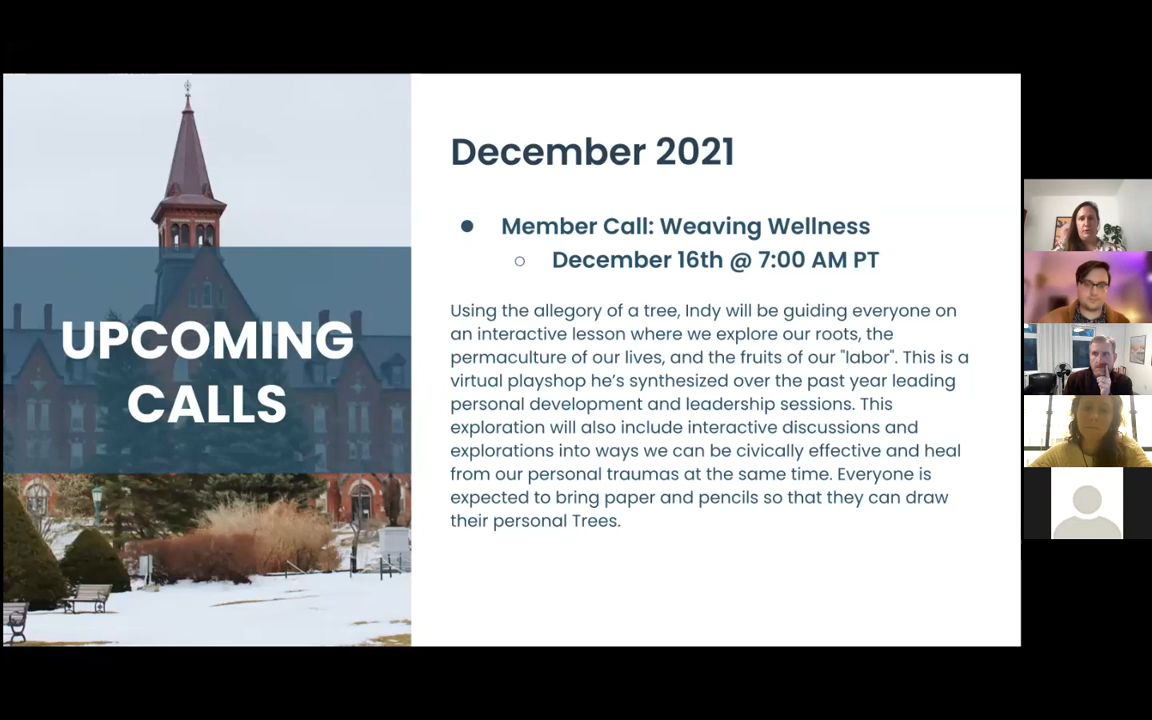 UPCOMING
CALLS
December 2021
● Member Call: Weaving Wellness
○ December 16th @ 7:00 AM PT
Using the allegory of a tree, Indy will be guiding everyone on
an interactive lesson where we explore our roots, the
permaculture of our lives, and the fruits of our "labor". This is a
virtual playshop he’s synthesized over the past year leading
personal development and leadership sessions. This
exploration will also include interactive discussions and
explorations into ways we can be civically effective and heal
from our personal traumas at the same time. Everyone is
expected to bring paper and pencils so that they can draw
their personal Trees.